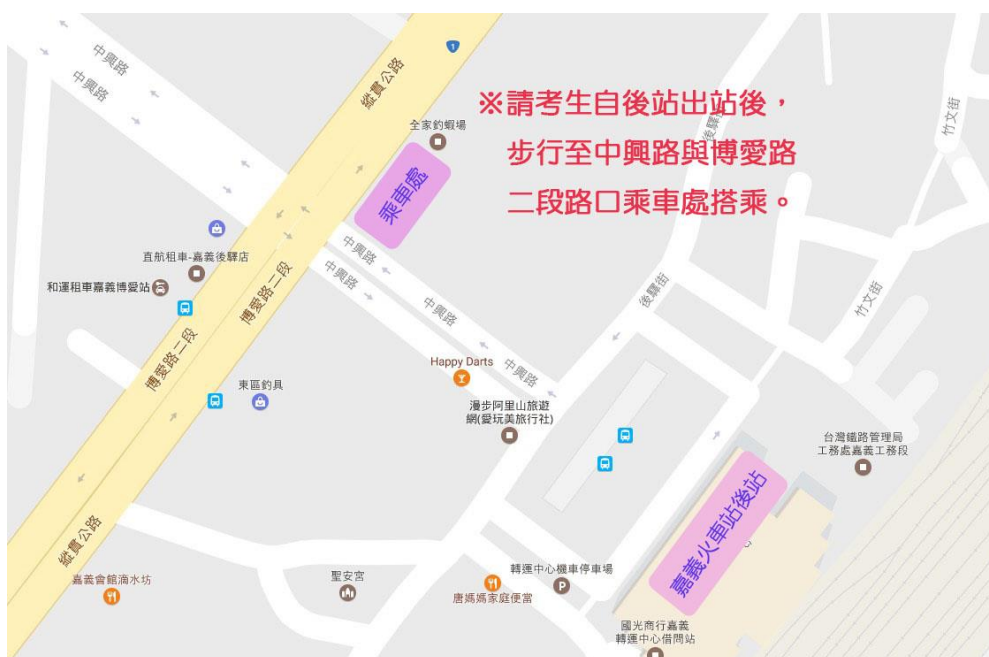 中興路
中興路
1
縱貫公路
※請考生自後站出站後，
步行至中興路與博愛路
二段路口乘車處搭乘。
後驛街
竹文街
全家釣蝦場
乘車處
直航租車-嘉義後驛店
和運租車嘉義博愛站
博愛路二段
中興路
中興路
後驛街
竹文街
博愛路二段
中興路
Happy Darts
中興路
東區釣具
漫步阿里山旅遊
網(愛玩美旅行社)
台灣鐵路管理局
工務處嘉義工務段
嘉義火車站後站
縱貫公路
嘉義會館滴水坊
聖安宮
轉運中心機車停車場
P
唐媽媽家庭便當
國光商行嘉義
轉運中心借問站